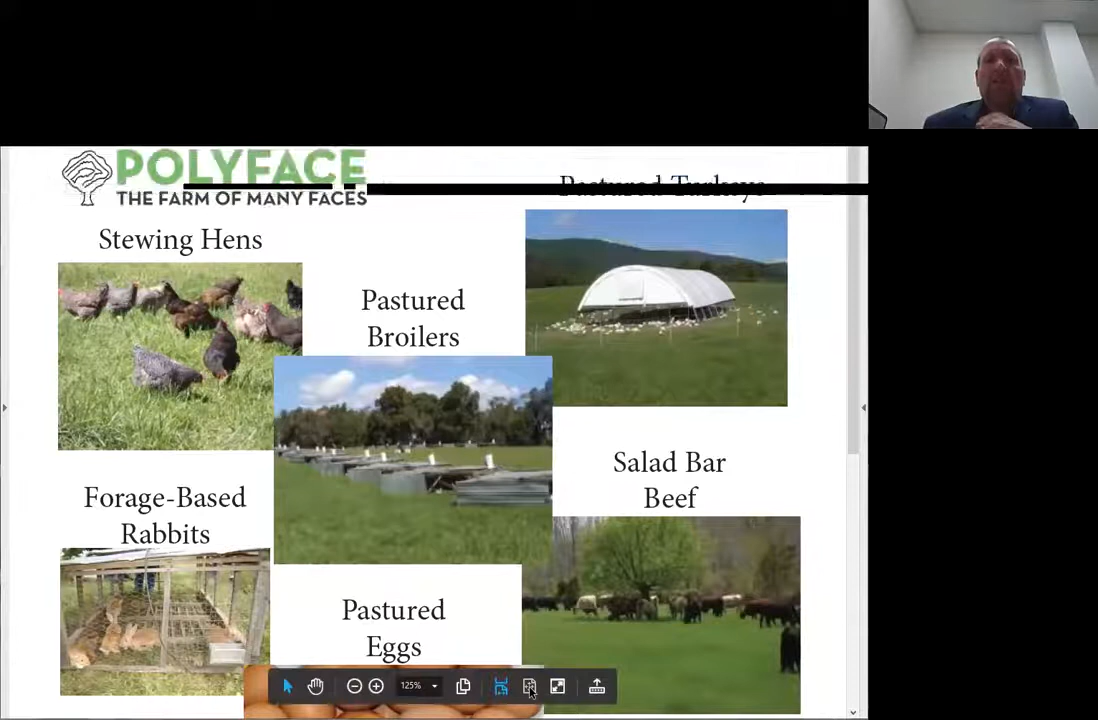 POLYFACE
THE FARM OF MANY FACES
Pastured Turkeys
Stewing Hens
Pastured
Broilers
Salad Bar
Beef
Forage-Based
Rabbits
Pastured
Eggs
125%